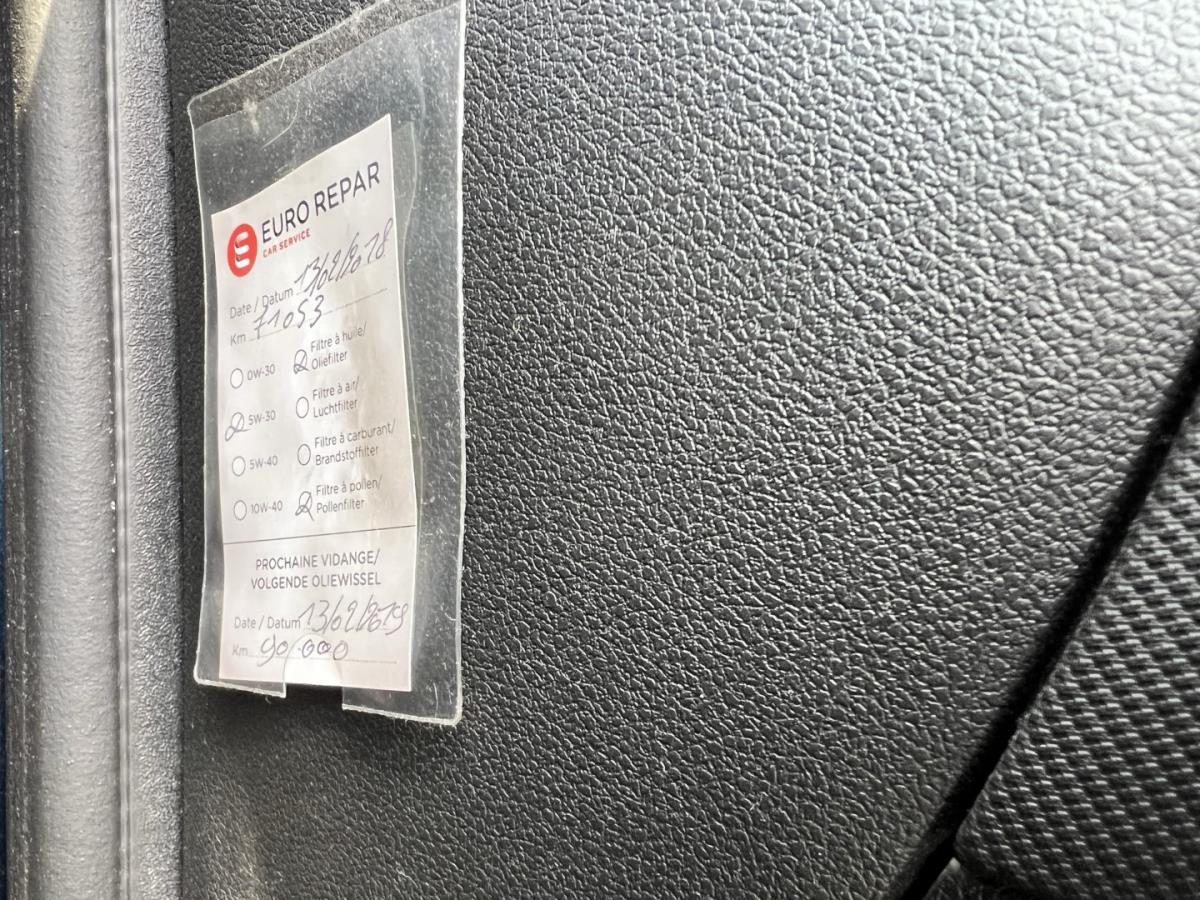 EURO REPAR
CAR SERVICE
Date / Datum 13/02/2018
Km 71053
0W-30 Filtre à huile/
Oliefilter
5W-30 Filtre à air/
Luchtfilter
5W-40 Filtre à carburant/
Brandstoffilter
10W-40 Filtre à pollen/
Pollenfilter
PROCHAINE VIDANGE/
VOLGENDE OLIEWISSEL
Date / Datum 13/02/2019
Km 90.000